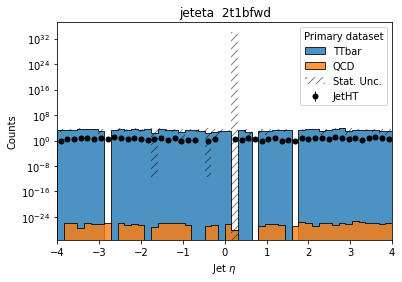 jeteta 2t1bfwd
Primary dataset
TTbar
QCD
Stat. Unc.
JetHT
Counts
10^32
10^24
10^16
10^8
10^0
10^−8
10^−16
10^−24
−4 −3 −2 −1 0 1 2 3 4
Jet η